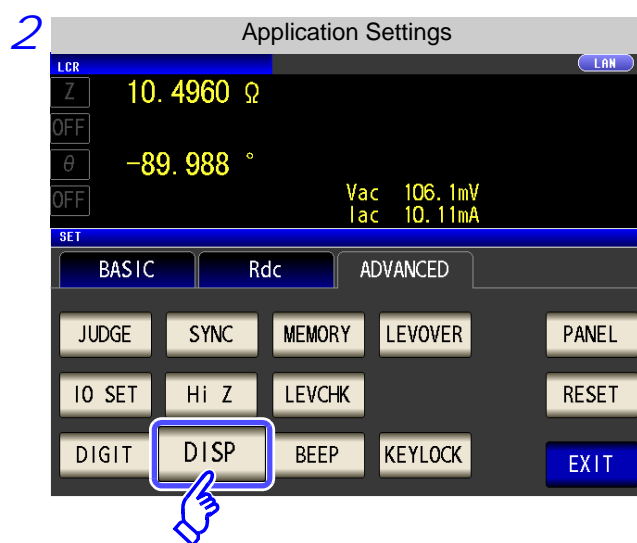 2
Application Settings
LCR
LAN
Z 10.4960 Ω
OFF
θ -89.988 °
OFF
Vac 106.1mV
Iac 10.11mA
SET
BASIC Rdc ADVANCED
JUDGE SYNC MEMORY LEVOVER PANEL
IO SET Hi Z LEVCHK RESET
DIGIT DISP BEEP KEYLOCK EXIT